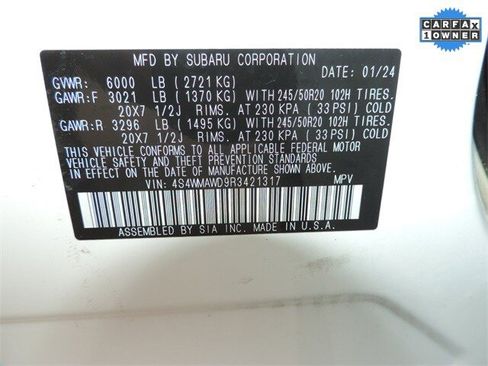 CARFAX
1 OWNER
MFD BY SUBARU CORPORATION
DATE: 01/24
GVWR: 6000 LB (2721KG)
GAWR:F 3021 LB (1370KG) WITH 245/50R20 102H TIRES.
20X7 1/2J RIMS. AT 230 KPA (33PSI) COLD
GAWR:R 3296 LB (1495KG) WITH 245/50R20 102H TIRES.
20X7 1/2J RIMS. AT 230 KPA (33PSI) COLD
THIS VEHICLE CONFORMS TO ALL APPLICABLE FEDERAL MOTOR
VEHICLE SAFETY AND THEFT PREVENTION STANDARDS
IN EFFECT ON THE DATE OF MANUFACTURE SHOWN ABOVE.
VIN: 4S4WMAWD9R3421317 MPV
ASSEMBLED BY SIA INC. MADE IN U.S.A.